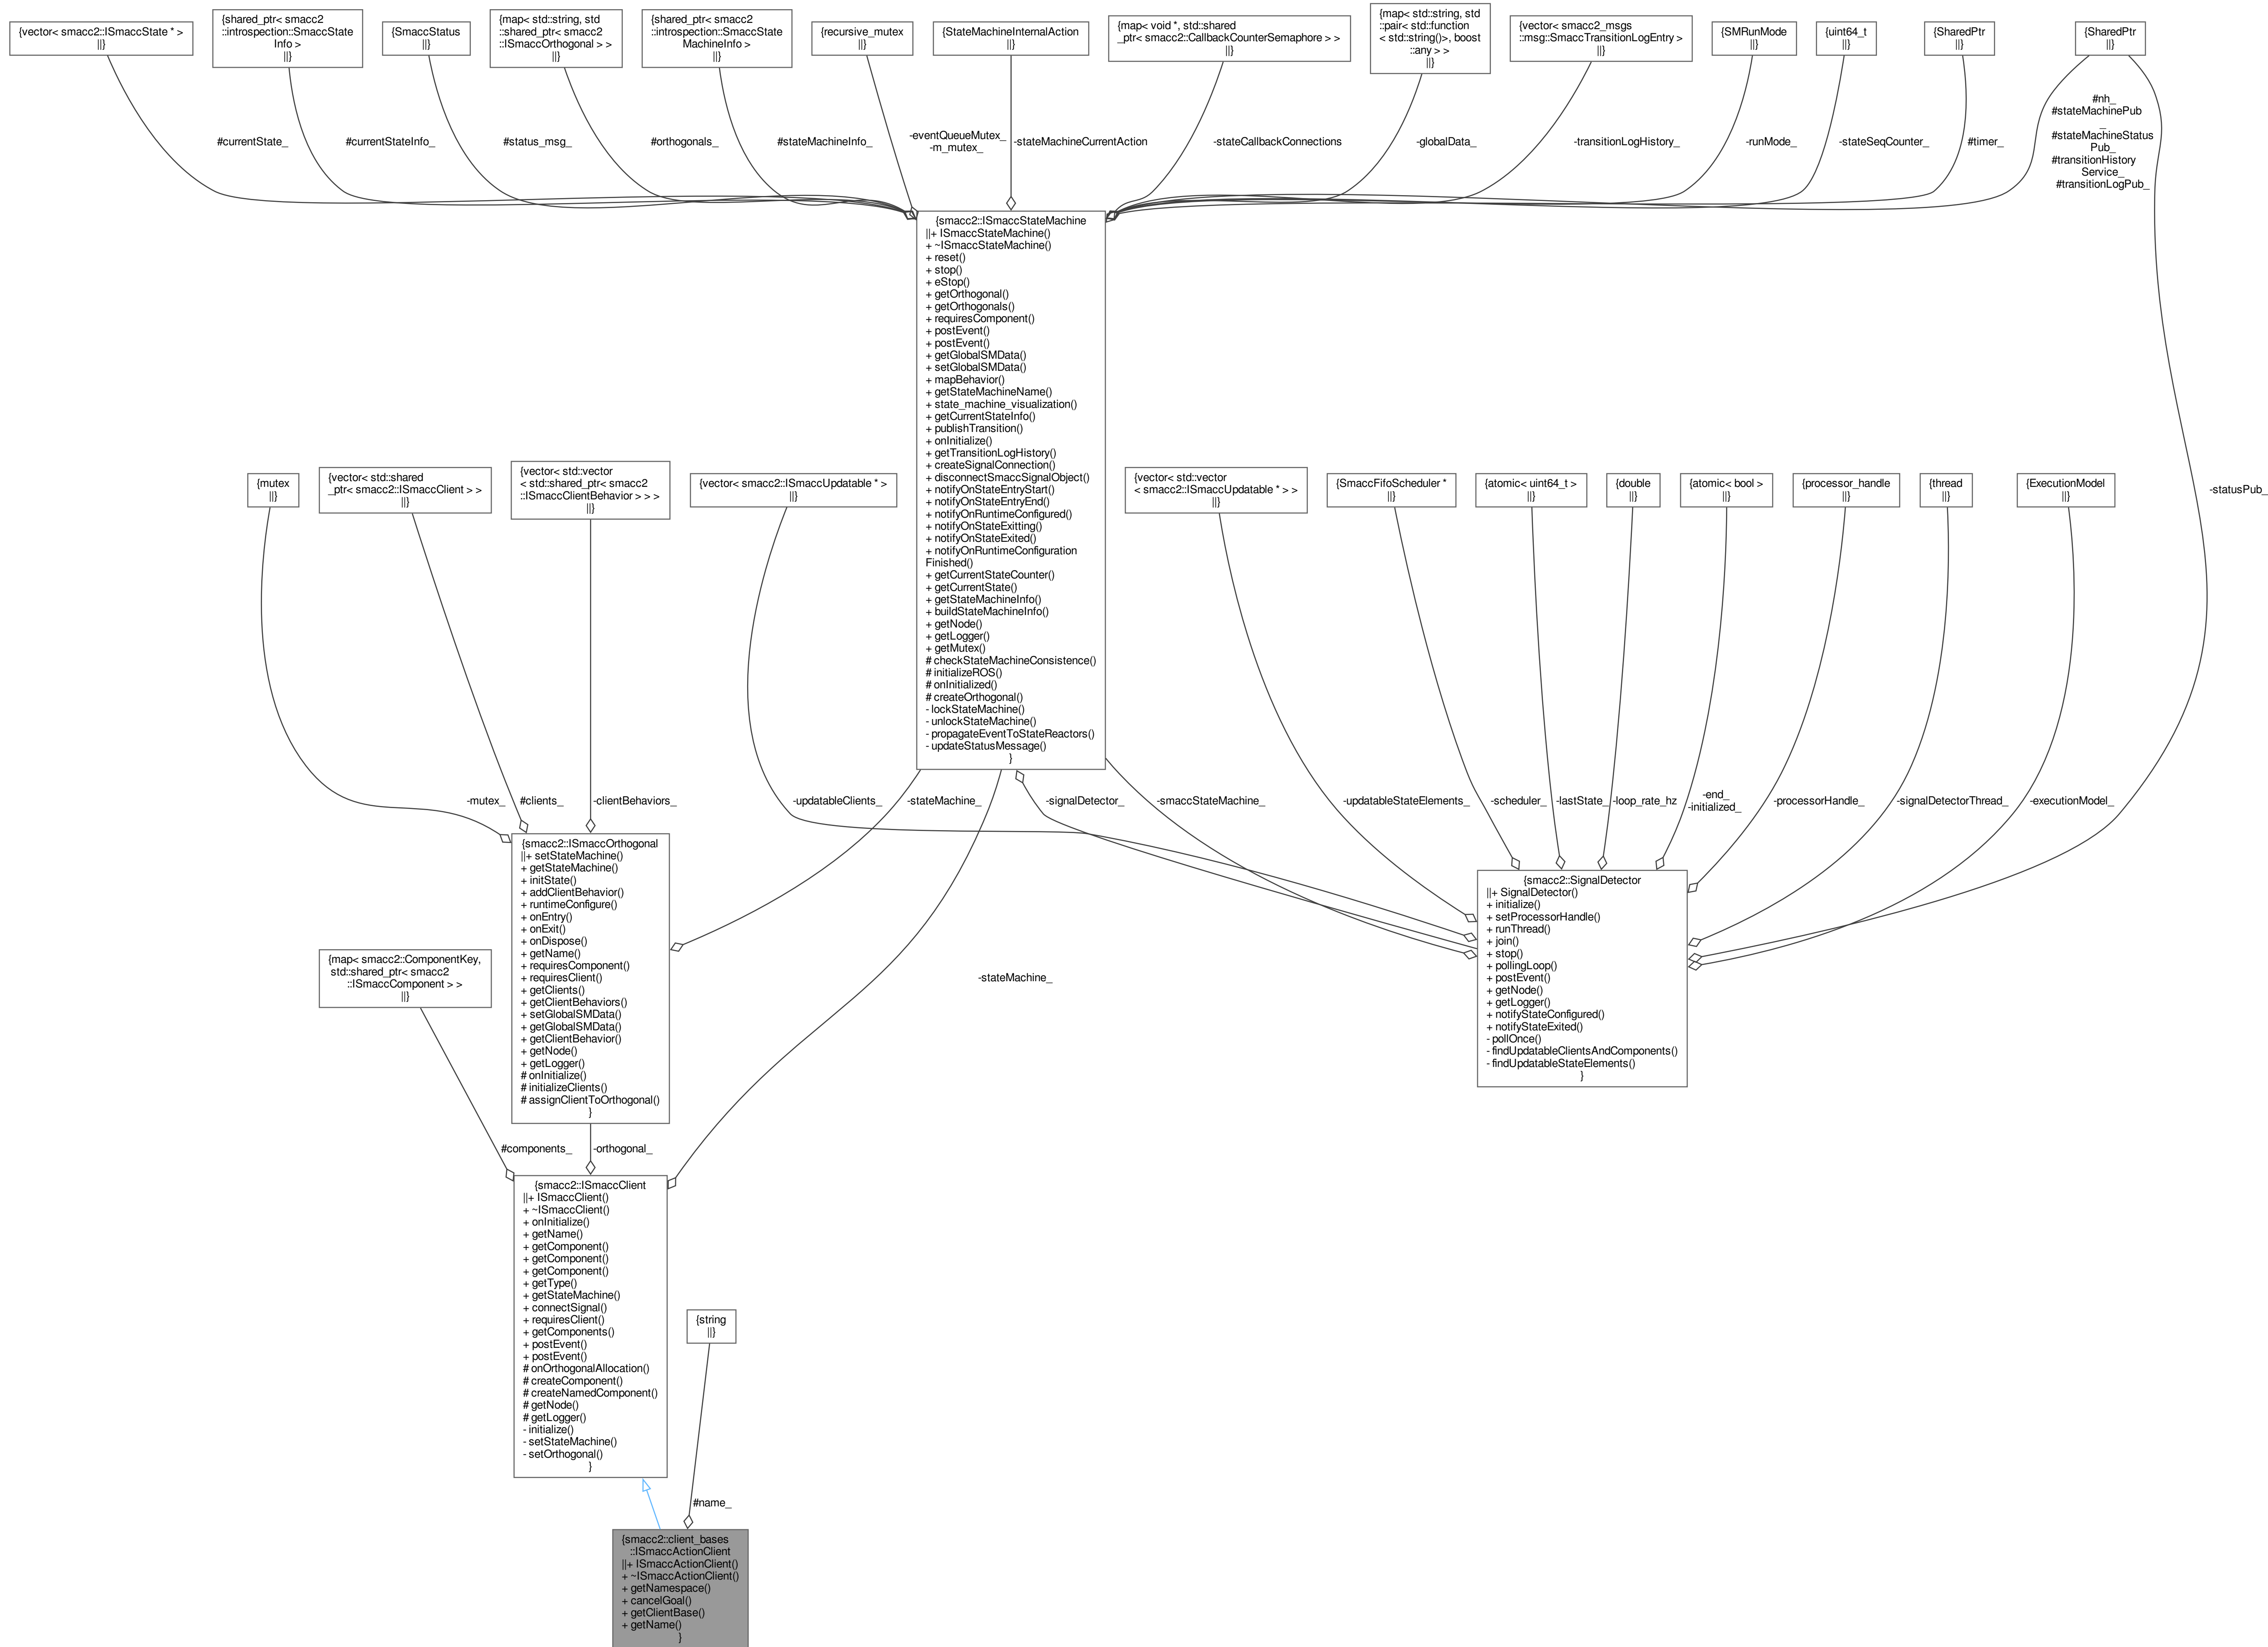 {vector< smacc2::ISmaccState * >
||}
{shared_ptr< smacc2
::introspection::SmaccState
Info >
||}
{SmaccStatus
||}
{map< std::string, std
::shared_ptr< smacc2
::ISmaccOrthogonal > >
||}
{shared_ptr< smacc2
::introspection::SmaccState
MachineInfo >
||}
{recursive_mutex
||}
{StateMachineInternalAction
||}
{map< void *, std::shared
_ptr< smacc2::CallbackCounterSemaphore > >
||}
{map< std::string, std
::pair< std::function
< std::string()>, boost
::any > >
||}
{vector< smacc2_msgs
::msg::SmaccTransitionLogEntry >
||}
{SMRunMode
||}
{uint64_t
||}
{SharedPtr
||}
{SharedPtr
||}
#currentState_
#currentStateInfo_
#status_msg_
#orthogonals_
#stateMachineInfo_
-eventQueueMutex_
-m_mutex_
-stateMachineCurrentAction
-stateCallbackConnections
-globalData_
-transitionLogHistory_
-runMode_
-stateSeqCounter_
#timer_
#nh_
#stateMachinePub
_
#stateMachineStatus
Pub_
#transitionHistory
Service_
#transitionLogPub_
{smacc2::ISmaccStateMachine
||+ ISmaccStateMachine()
+ ~ISmaccStateMachine()
+ reset()
+ stop()
+ eStop()
+ getOrthogonal()
+ getOrthogonals()
+ requiresComponent()
+ postEvent()
+ postEvent()
+ getGlobalSMData()
+ setGlobalSMData()
+ mapBehavior()
+ getStateMachineName()
+ state_machine_visualization()
+ getCurrentStateInfo()
+ publishTransition()
+ onInitialize()
+ getTransitionLogHistory()
+ createSignalConnection()
+ disconnectSmaccSignalObject()
+ notifyOnStateEntryStart()
+ notifyOnStateEntryEnd()
+ notifyOnRuntimeConfigured()
+ notifyOnStateExitting()
+ notifyOnStateExited()
+ notifyOnRuntimeConfiguration
Finished()
+ getCurrentStateCounter()
+ getCurrentState()
+ getStateMachineInfo()
+ buildStateMachineInfo()
+ getNode()
+ getLogger()
+ getMutex()
# checkStateMachineConsistence()
# initializeROS()
# onInitialized()
# createOrthogonal()
- lockStateMachine()
- unlockStateMachine()
- propagateEventToStateReactors()
- updateStatusMessage()
}
{mutex
||}
{vector< std::shared
_ptr< smacc2::ISmaccClient > >
||}
{vector< std::vector
< std::shared_ptr< smacc2
::ISmaccClientBehavior > > >
||}
{vector< smacc2::ISmaccUpdatable * >
||}
{vector< std::vector
< smacc2::ISmaccUpdatable * > >
||}
{SmaccFifoScheduler *
||}
{atomic< uint64_t >
||}
{double
||}
{atomic< bool >
||}
{processor_handle
||}
{thread
||}
{ExecutionModel
||}
-statusPub_
-mutex_
#clients_
-clientBehaviors_
-updatableClients_
-stateMachine_
-signalDetector_
-smaccStateMachine_
-updatableStateElements_
-scheduler_
-lastState_
-loop_rate_hz
-end_
-initialized_
-processorHandle_
-signalDetectorThread_
-executionModel_
{smacc2::ISmaccOrthogonal
||+ setStateMachine()
+ getStateMachine()
+ initState()
+ addClientBehavior()
+ runtimeConfigure()
+ onEntry()
+ onExit()
+ onDispose()
+ getName()
+ requiresComponent()
+ requiresClient()
+ getClients()
+ getClientBehaviors()
+ setGlobalSMData()
+ getGlobalSMData()
+ getClientBehavior()
+ getNode()
+ getLogger()
# onInitialize()
# initializeClients()
# assignClientToOrthogonal()
}
{smacc2::SignalDetector
||+ SignalDetector()
+ initialize()
+ setProcessorHandle()
+ runThread()
+ join()
+ stop()
+ pollingLoop()
+ postEvent()
+ getNode()
+ getLogger()
+ notifyStateConfigured()
+ notifyStateExited()
- pollOnce()
- findUpdatableClientsAndComponents()
- findUpdatableStateElements()
}
{map< smacc2::ComponentKey,
std::shared_ptr< smacc2
::ISmaccComponent > >
||}
-stateMachine_
#components_
-orthogonal_
{smacc2::ISmaccClient
||+ ISmaccClient()
+ ~ISmaccClient()
+ onInitialize()
+ getName()
+ getComponent()
+ getComponent()
+ getComponent()
+ getType()
+ getStateMachine()
+ connectSignal()
+ requiresClient()
+ getComponents()
+ postEvent()
+ postEvent()
# onOrthogonalAllocation()
# createComponent()
# createNamedComponent()
# getNode()
# getLogger()
- initialize()
- setStateMachine()
- setOrthogonal()
}
{string
||}
#name_
{smacc2::client_bases
::ISmaccActionClient
||+ ISmaccActionClient()
+ ~ISmaccActionClient()
+ getNamespace()
+ cancelGoal()
+ getClientBase()
+ getName()
}